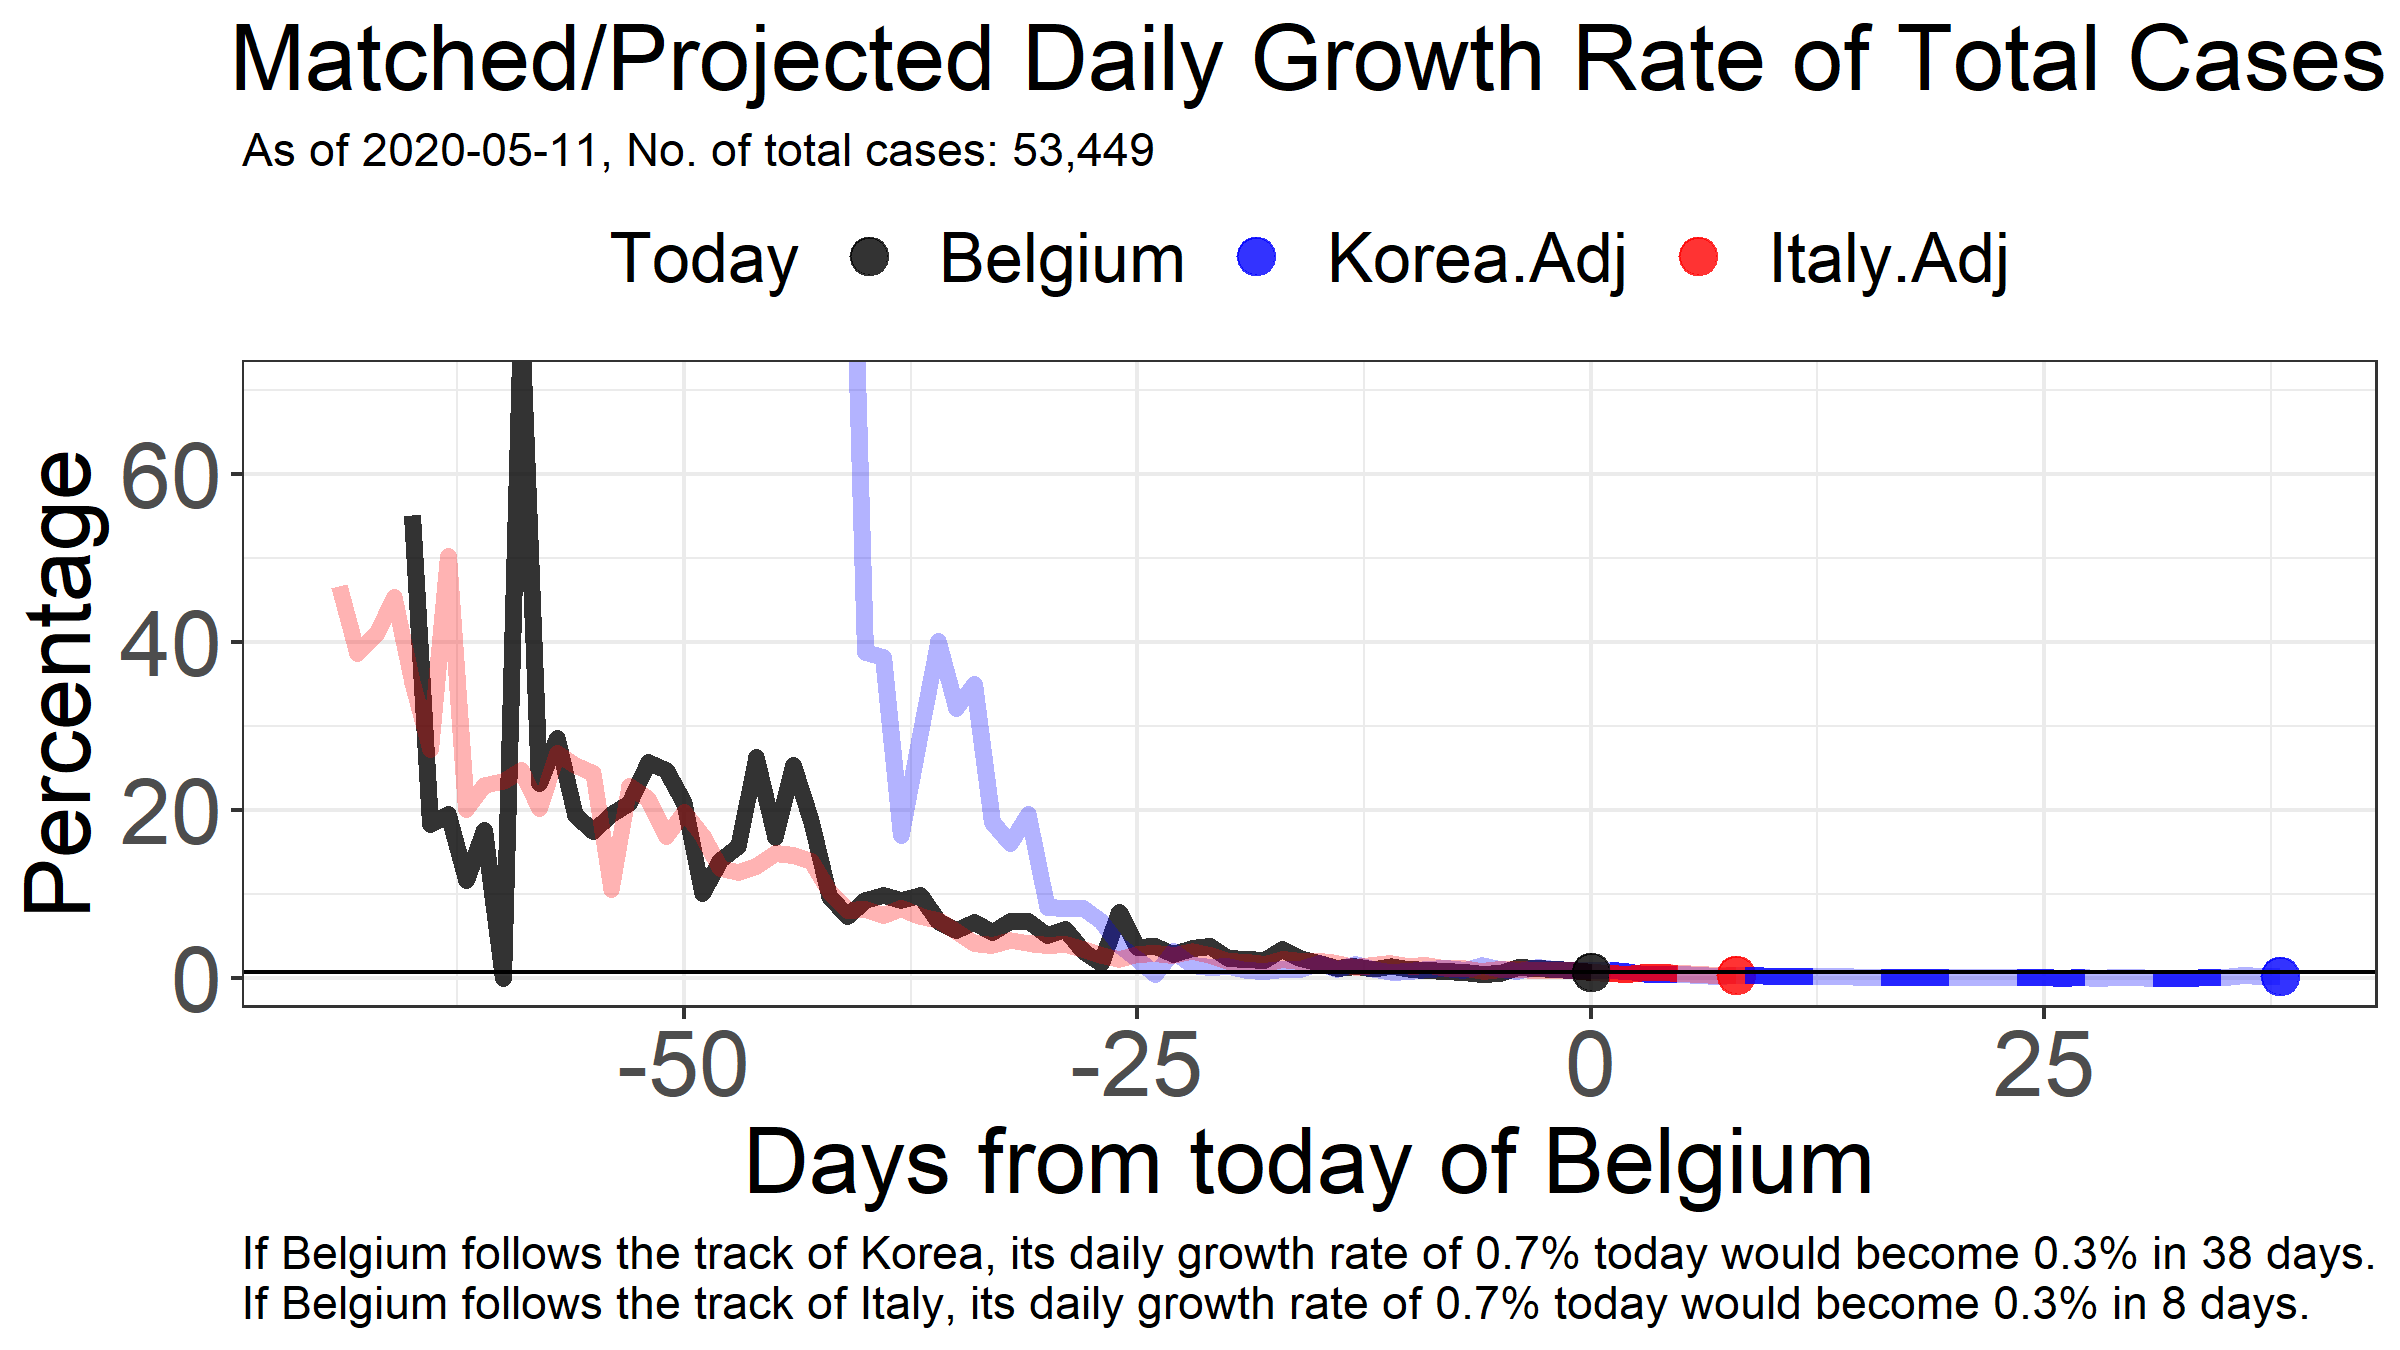 Matched/Projected Daily Growth Rate of Total Cases
As of 2020-05-11, No. of total cases: 53,449
Today Belgium Korea.Adj Italy.Adj
Percentage
60
40
20
0
-50 -25 0 25
Days from today of Belgium
If Belgium follows the track of Korea, its daily growth rate of 0.7% today would become 0.3% in 38 days.
If Belgium follows the track of Italy, its daily growth rate of 0.7% today would become 0.3% in 8 days.